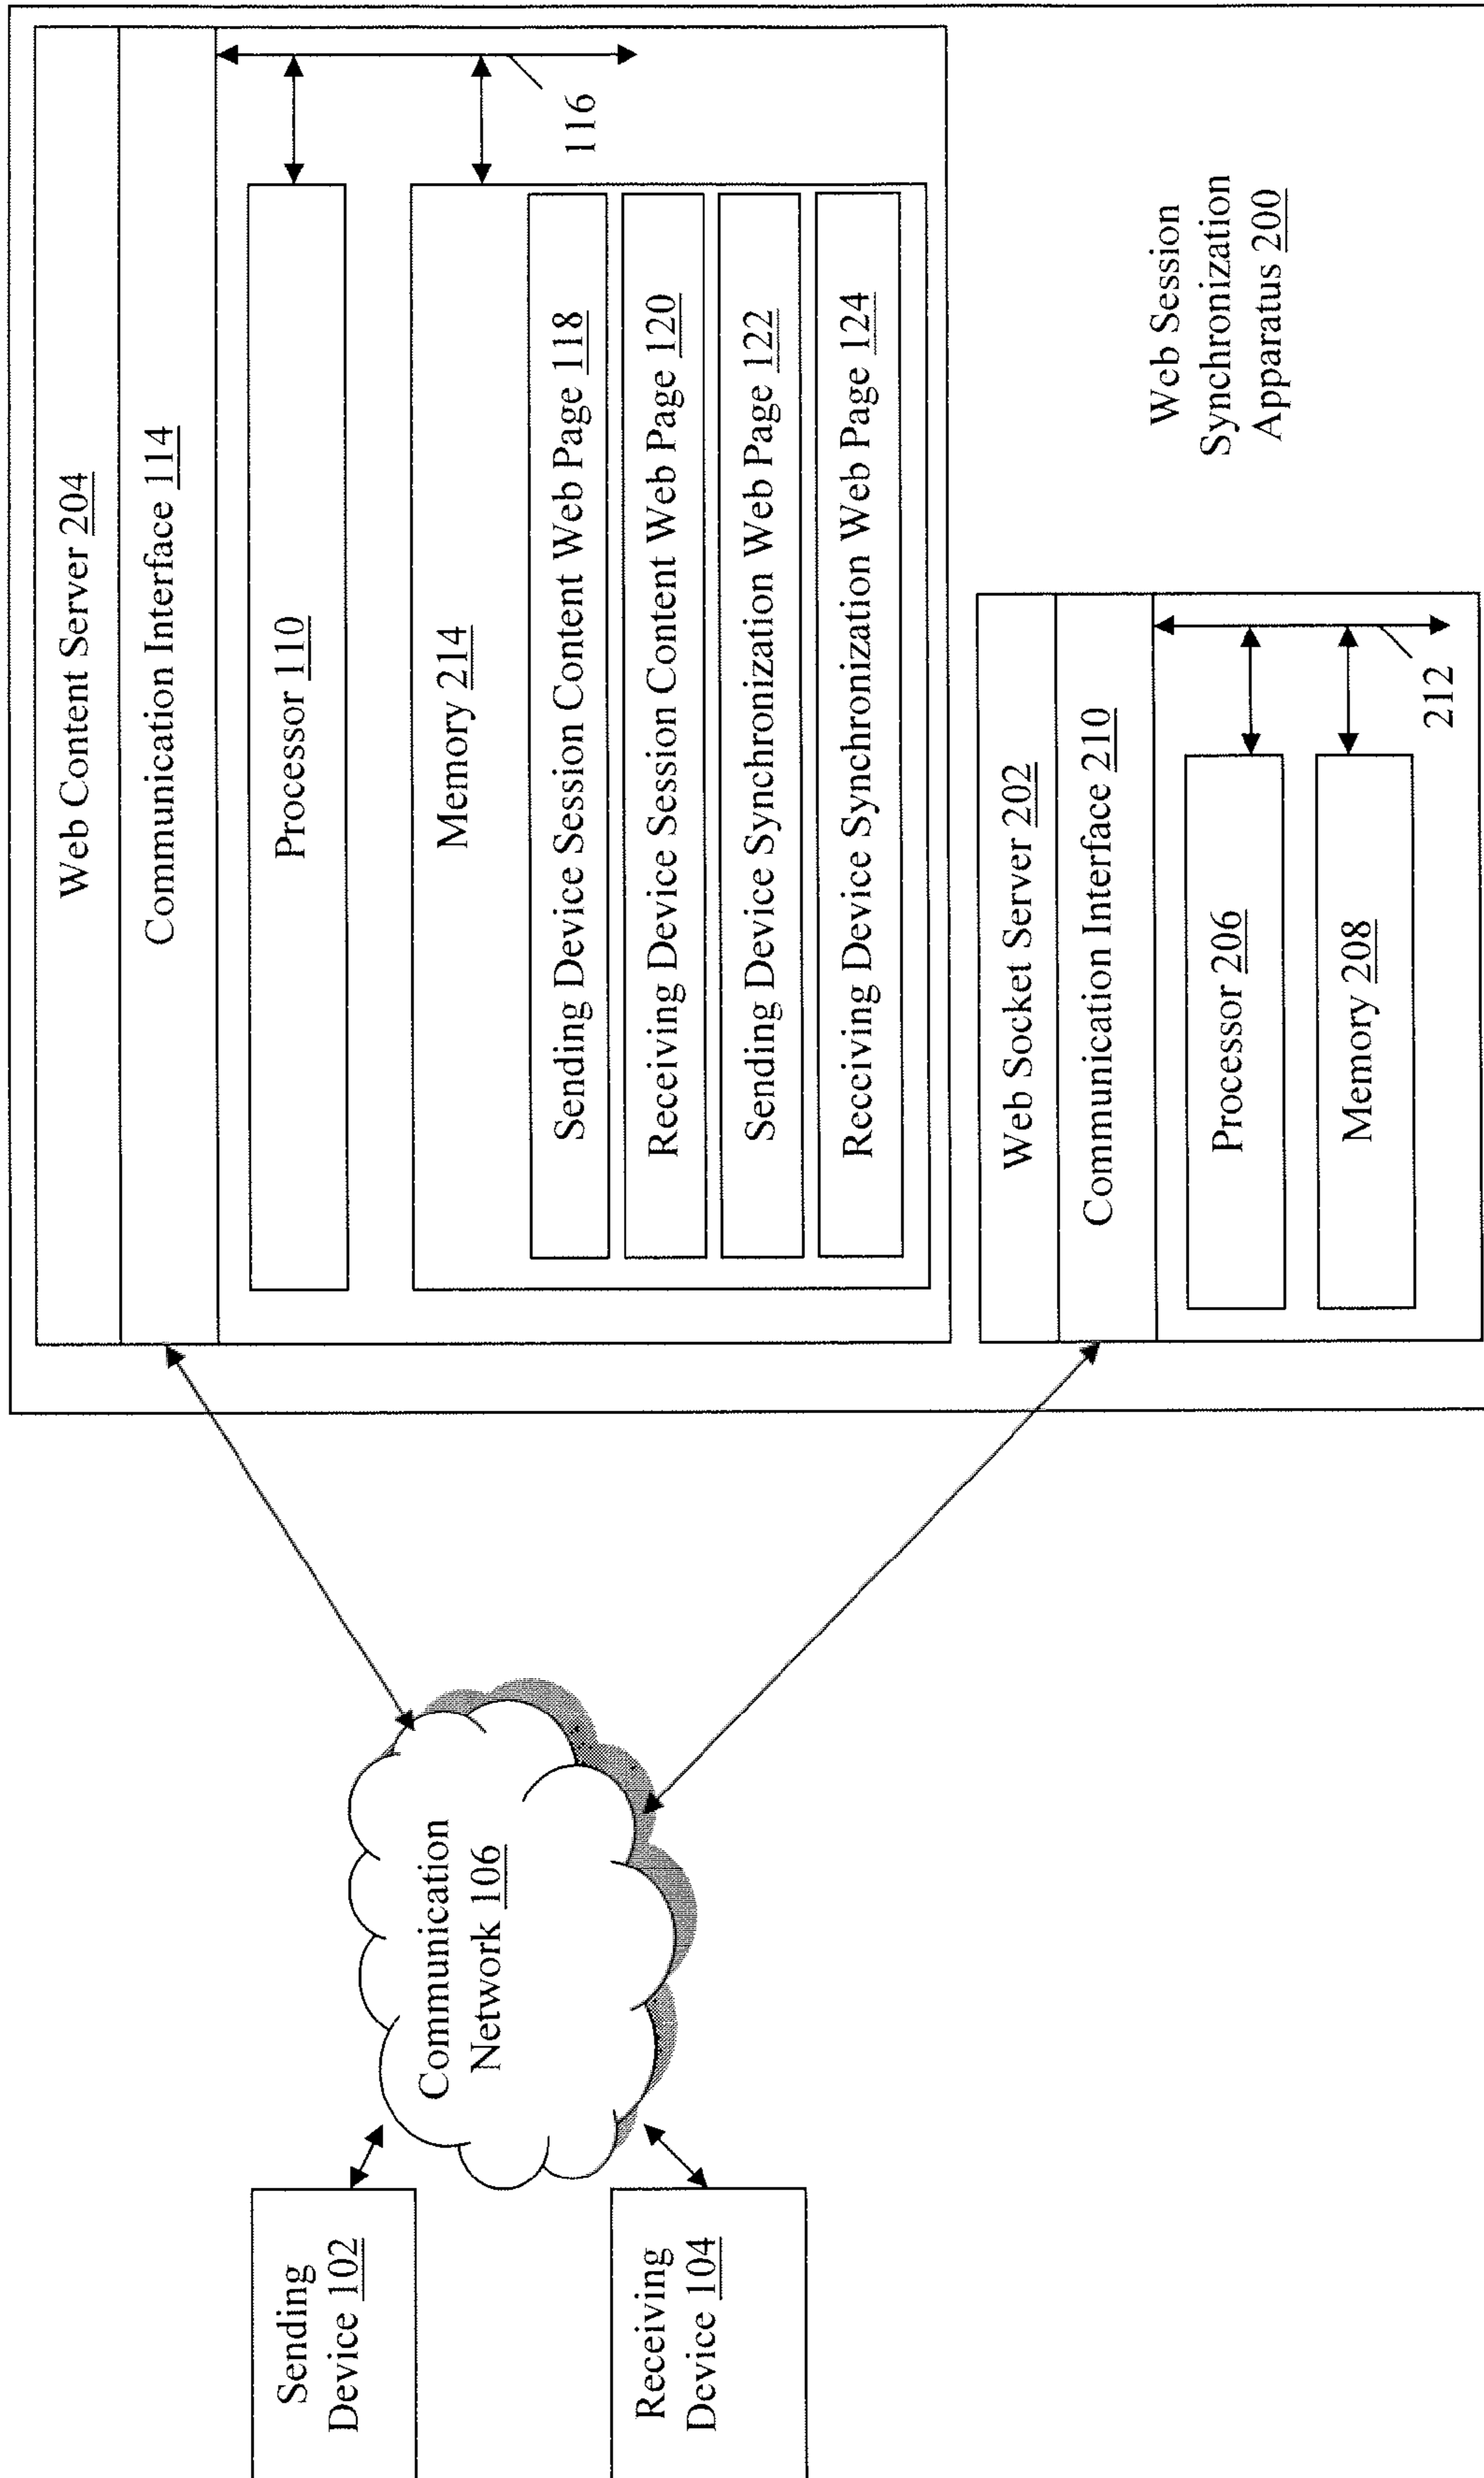 Sending
Device 102
Receiving
Device 104
Communication
Network 106
Web Content Server 204
Communication Interface 114
Processor 110
Memory 214
Sending Device Session Content Web Page 118
Receiving Device Session Content Web Page 120
Sending Device Synchronization Web Page 122
Receiving Device Synchronization Web Page 124
116
Web Socket Server 202
Communication Interface 210
Processor 206
Memory 208
212
Web Session
Synchronization
Apparatus 200